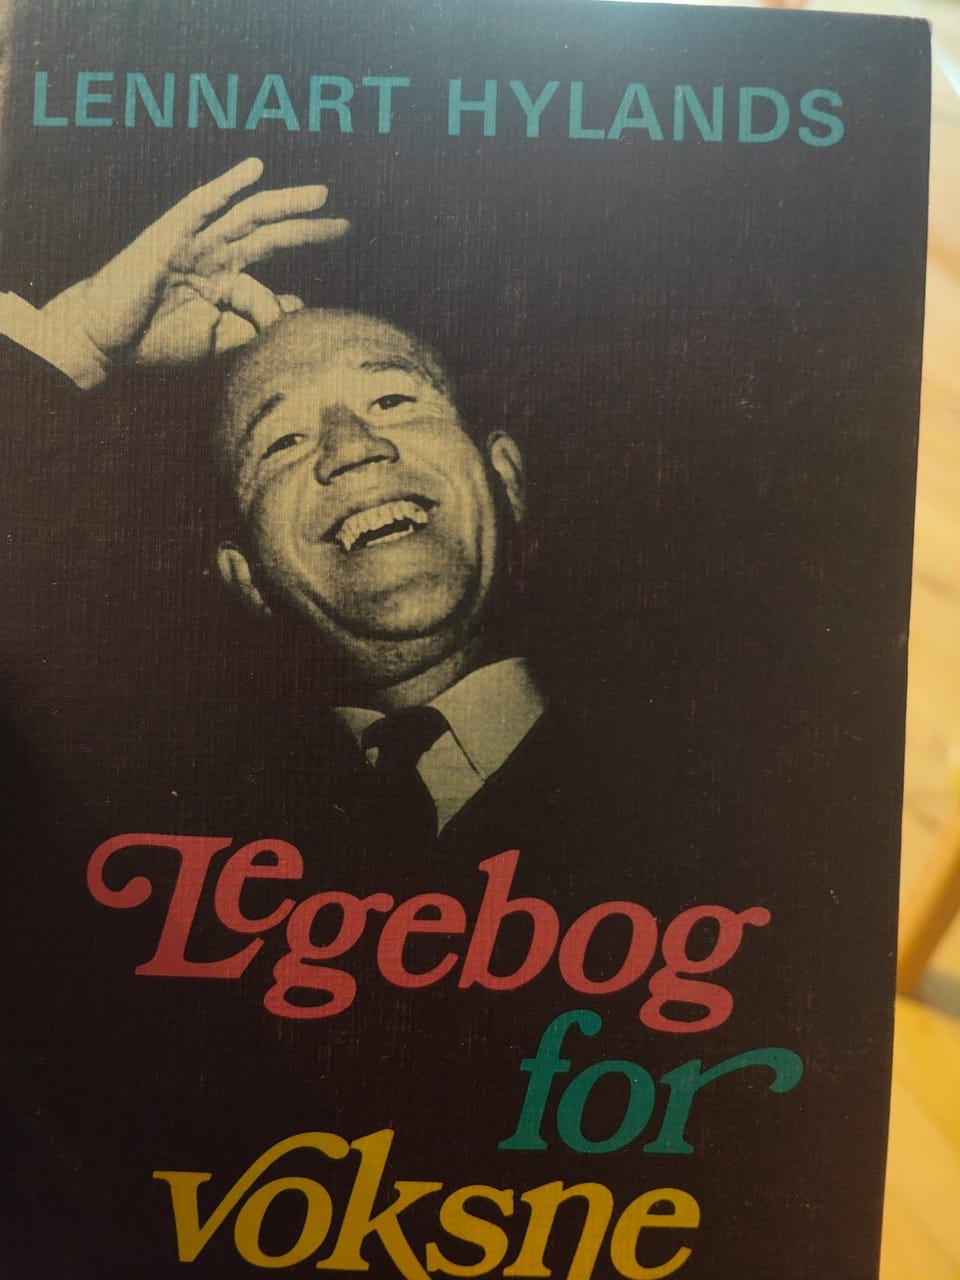 LENNART HYLANDS
Legebog
for
voksne